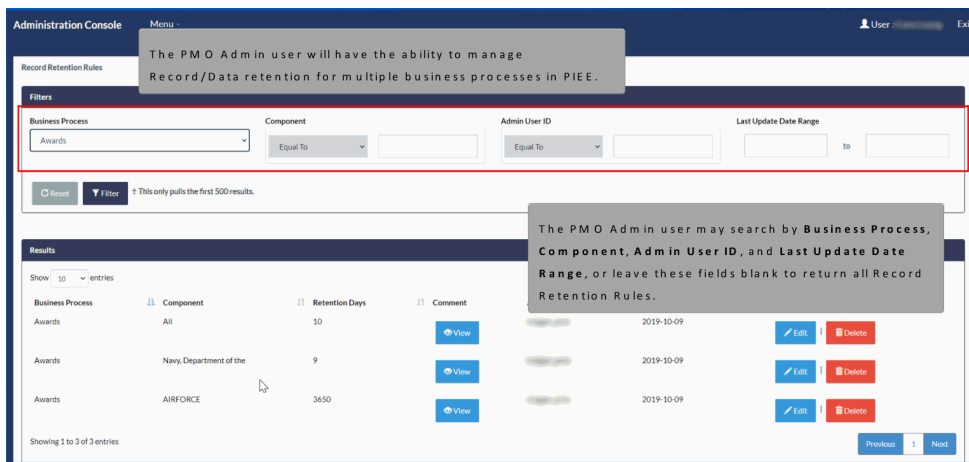 Administration Console Menu User :
The PMO Admin user will have the ability to manage
Record/Data retention for multiple business processes in PIEE.
Record Retention Rules
Filters
Business Process Component Admin User ID Last Update Date Range
Awards Equal To Equal To to
Reset Filter † This only pulls the first 500 results.
The PMO Admin user may search by Business Process,
Component, Admin User ID, and Last Update Date
Range, or leave these fields blank to return all Record
Retention Rules.
Results
Show 10 entries
Business Process Component Retention Days Comment
Awards All 10 View 2019-10-09 Edit | Delete
Awards Navy, Department of the 9 View 2019-10-09 Edit | Delete
Awards AIRFORCE 3650 View 2019-10-09 Edit | Delete
Showing 1 to 3 of 3 entries Previous 1 Next